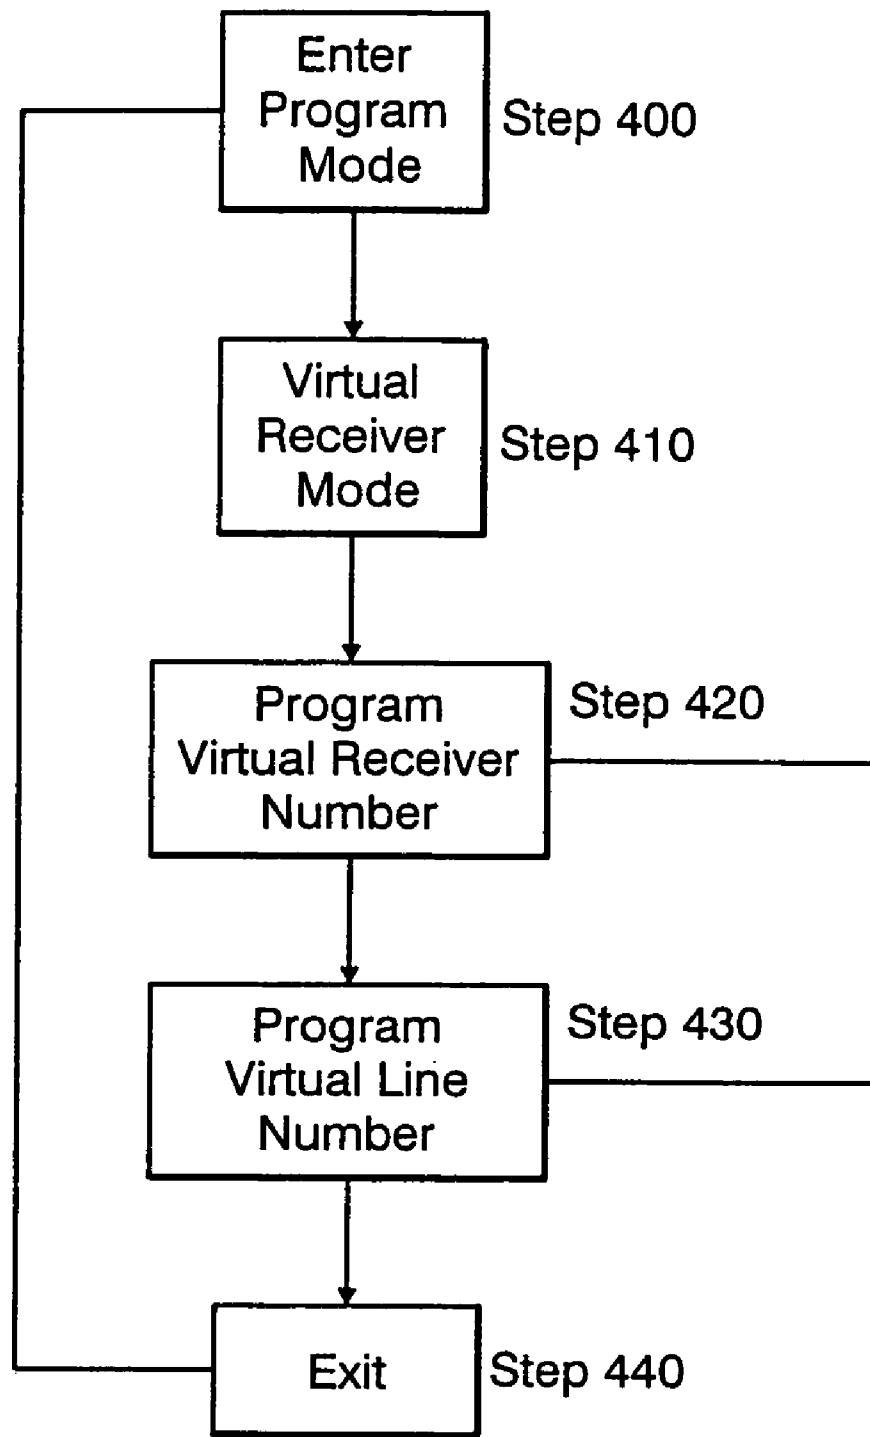 Enter
Program
Mode
Step 400
Virtual
Receiver
Mode
Step 410
Program
Virtual Receiver
Number
Step 420
Program
Virtual Line
Number
Step 430
Exit
Step 440